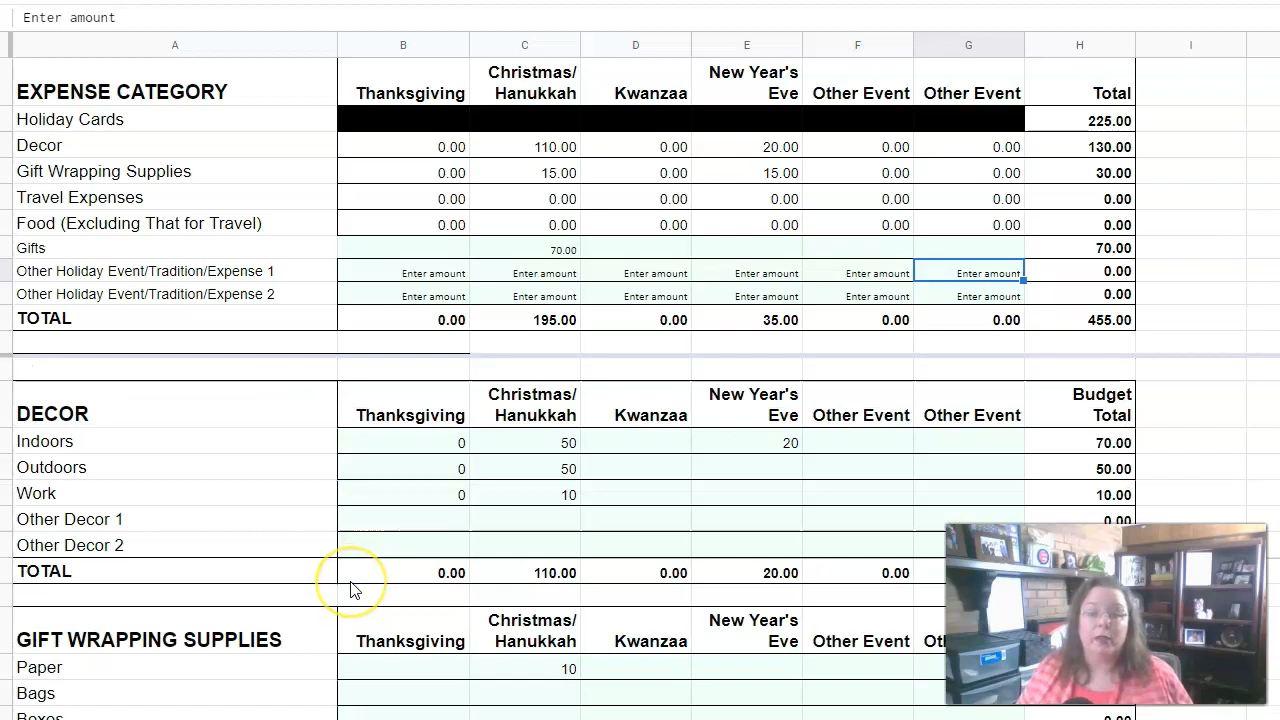 Enter amount
A B C D E F G H I
EXPENSE CATEGORY Thanksgiving Christmas/ Hanukkah Kwanzaa New Year's Eve Other Event Other Event Total
Holiday Cards 225.00
Decor 0.00 110.00 0.00 20.00 0.00 0.00 130.00
Gift Wrapping Supplies 0.00 15.00 0.00 15.00 0.00 0.00 30.00
Travel Expenses 0.00 0.00 0.00 0.00 0.00 0.00 0.00
Food (Excluding That for Travel) 0.00 0.00 0.00 0.00 0.00 0.00 0.00
Gifts 70.00 70.00
Other Holiday Event/Tradition/Expense 1 Enter amount Enter amount Enter amount Enter amount Enter amount Enter amount 0.00
Other Holiday Event/Tradition/Expense 2 Enter amount Enter amount Enter amount Enter amount Enter amount Enter amount 0.00
TOTAL 0.00 195.00 0.00 35.00 0.00 0.00 455.00
DECOR Thanksgiving Christmas/ Hanukkah Kwanzaa New Year's Eve Other Event Other Event Budget Total
Indoors 0 50 20 70.00
Outdoors 0 50 50.00
Work 0 10 10.00
Other Decor 1 0.00
Other Decor 2
TOTAL 0.00 110.00 0.00 20.00 0.00
GIFT WRAPPING SUPPLIES Thanksgiving Christmas/ Hanukkah Kwanzaa New Year's Eve Other Event
Paper 10
Bags
Boxes